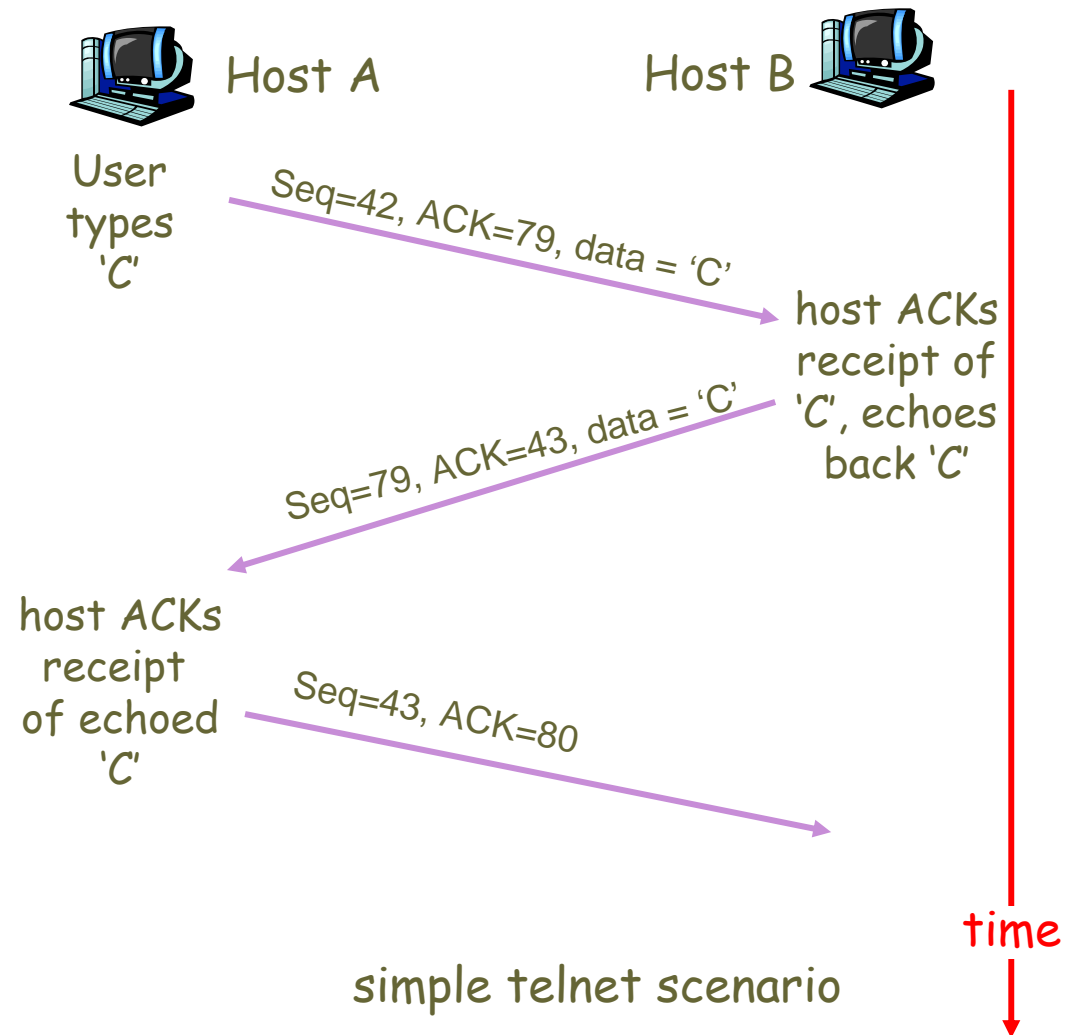 Host A
Host B
User
types
‘C’
Seq=42, ACK=79, data = ‘C’
host ACKs
receipt of
‘C’, echoes
back ‘C’
Seq=79, ACK=43, data = ‘C’
host ACKs
receipt
of echoed
‘C’
Seq=43, ACK=80
time
simple telnet scenario